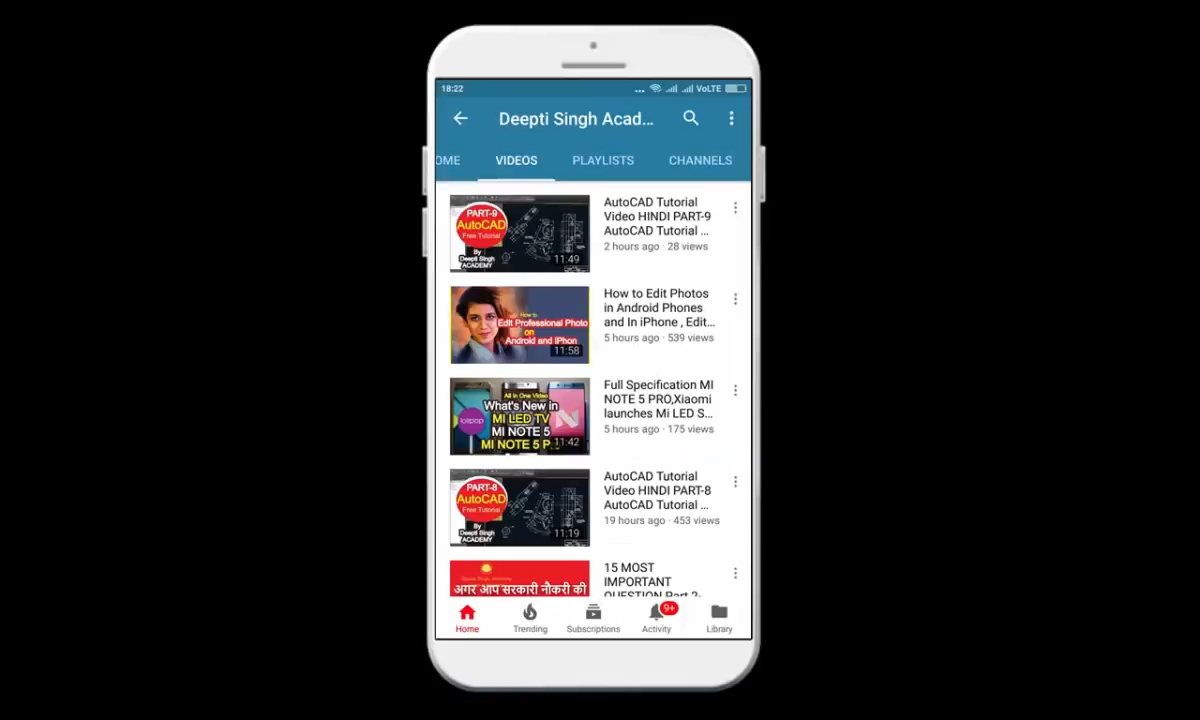 18:22
... VoLTE
Deepti Singh Acad...
OME
VIDEOS
PLAYLISTS
CHANNELS
PART-9
AutoCAD
Free Tutorial
By
Deepti Singh
ACADEMY
11:49
AutoCAD Tutorial
Video HINDI PART-9
AutoCAD Tutorial ...
2 hours ago · 28 views
How to
Edit Professional Photo
on
Android and IPhon
11:58
How to Edit Photos
in Android Phones
and In iPhone , Edit...
5 hours ago · 539 views
All in One Video
What's New in
Mi LED TV
MI NOTE 5
MI NOTE 5 P
lollipop
N
11:42
Full Specification MI
NOTE 5 PRO,Xiaomi
launches Mi LED S...
5 hours ago · 175 views
PART-8
AutoCAD
Free Tutorial
By
Deepti Singh
ACADEMY
11:19
AutoCAD Tutorial
Video HINDI PART-8
AutoCAD Tutorial ...
19 hours ago · 453 views
अगर आप सरकारी नौकरी की
15 MOST
IMPORTANT
QUESTION Part 2-
Home
Trending
Subscriptions
9+
Activity
Library